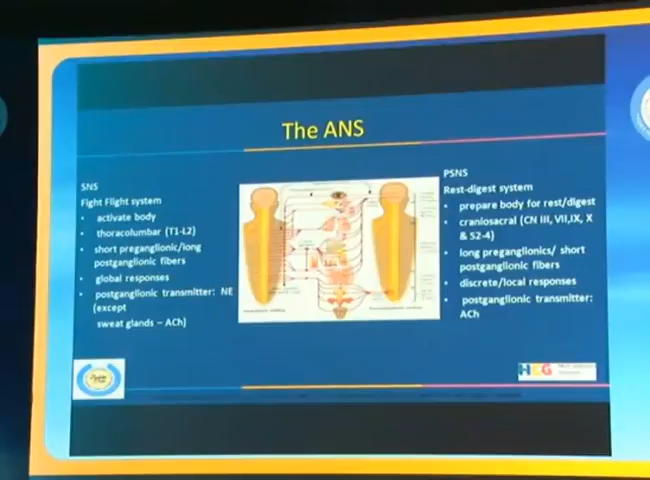 The ANS
SNS
Fight Flight system
• activate body
• thoracolumbar (T1-L2)
• short preganglionic/long
postganglionic fibers
• global responses
• postganglionic transmitter: NE
(except
sweat glands – ACh)
PSNS
Rest-digest system
• prepare body for rest/digest
• craniosacral (CN III, VII,IX, X
& S2-4)
• long preganglionics/ short
postganglionic fibers
• discrete/local responses
• postganglionic transmitter:
ACh
HEG